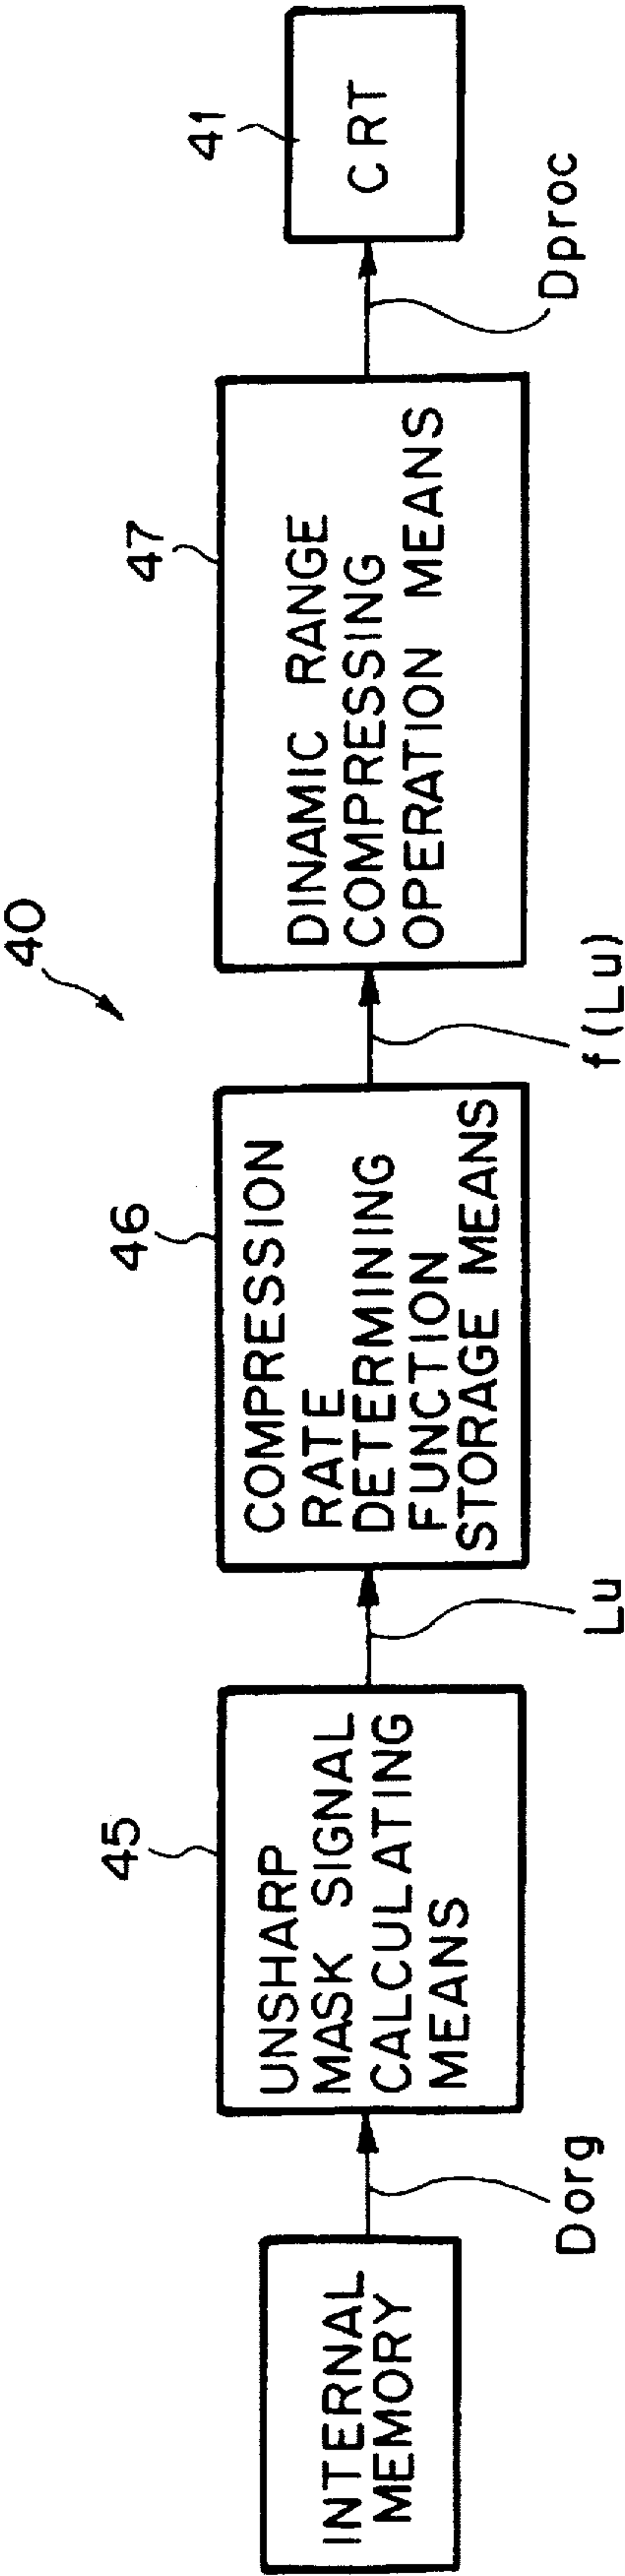 40
INTERNAL
MEMORY
Dorg
45
UNSHARP
MASK SIGNAL
CALCULATING
MEANS
Lu
46
COMPRESSION
RATE
DETERMINING
FUNCTION
STORAGE MEANS
f(Lu)
47
DINAMIC RANGE
COMPRESSING
OPERATION MEANS
Dproc
41
CRT